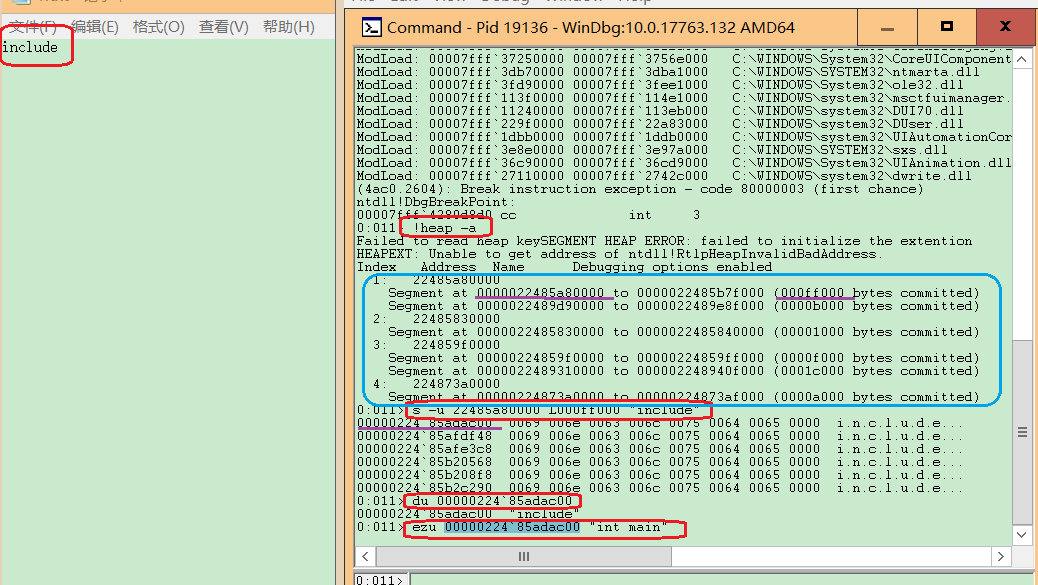 文件(F) 编辑(E) 格式(O) 查看(V) 帮助(H)
include
Command - Pid 19136 - WinDbg:10.0.17763.132 AMD64
ModLoad: 00007fff`37250000 00007fff`3756e000   C:\WINDOWS\System32\CoreUIComponent
ModLoad: 00007fff`3db70000 00007fff`3dba1000   C:\WINDOWS\SYSTEM32\ntmarta.dll
ModLoad: 00007fff`3fd90000 00007fff`3fee1000   C:\WINDOWS\System32\ole32.dll
ModLoad: 00007fff`113f0000 00007fff`114e1000   C:\WINDOWS\system32\msctfuimanager.
ModLoad: 00007fff`11240000 00007fff`113eb000   C:\WINDOWS\system32\DUI70.dll
ModLoad: 00007fff`229f0000 00007fff`22a83000   C:\WINDOWS\system32\DUser.dll
ModLoad: 00007fff`1dbb0000 00007fff`1ddb0000   C:\WINDOWS\system32\UIAutomationCor
ModLoad: 00007fff`3e8e0000 00007fff`3e97a000   C:\WINDOWS\SYSTEM32\sxs.dll
ModLoad: 00007fff`36c90000 00007fff`36cd9000   C:\WINDOWS\System32\UIAnimation.dll
ModLoad: 00007fff`27110000 00007fff`2742c000   C:\WINDOWS\system32\dwrite.dll
(4ac0.2604): Break instruction exception - code 80000003 (first chance)
ntdll!DbgBreakPoint:
00007fff`4280d8d0 cc              int     3
0:011> !heap -a
Failed to read heap keySEGMENT HEAP ERROR: failed to initialize the extention
HEAPEXT: Unable to get address of ntdll!RtlpHeapInvalidBadAddress.
Index   Address  Name      Debugging options enabled
1:   22485a80000
Segment at 0000022485a80000 to 0000022485b7f000 (000ff000 bytes committed)
Segment at 0000022489d90000 to 0000022489e8f000 (0000b000 bytes committed)
2:   22485830000
Segment at 0000022485830000 to 0000022485840000 (00001000 bytes committed)
3:   224859f0000
Segment at 00000224859f0000 to 00000224859ff000 (0000f000 bytes committed)
Segment at 0000022489310000 to 000002248940f000 (0001c000 bytes committed)
4:   224873a0000
Segment at 00000224873a0000 to 00000224873af000 (0000a000 bytes committed)
0:011> s -u 22485a80000 L000ff000 "include"
00000224`85adac00  0069 006e 0063 006c 0075 0064 0065 0000  i.n.c.l.u.d.e...
00000224`85afdf48  0069 006e 0063 006c 0075 0064 0065 0000  i.n.c.l.u.d.e...
00000224`85afe3c8  0069 006e 0063 006c 0075 0064 0065 0000  i.n.c.l.u.d.e...
00000224`85b20568  0069 006e 0063 006c 0075 0064 0065 0000  i.n.c.l.u.d.e...
00000224`85b208f8  0069 006e 0063 006c 0075 0064 0065 0000  i.n.c.l.u.d.e...
00000224`85b2c290  0069 006e 0063 006c 0075 0064 0065 0000  i.n.c.l.u.d.e...
0:011> du 00000224`85adac00
00000224`85adac00  "include"
0:011> ezu 00000224`85adac00 "int main"
0:011>